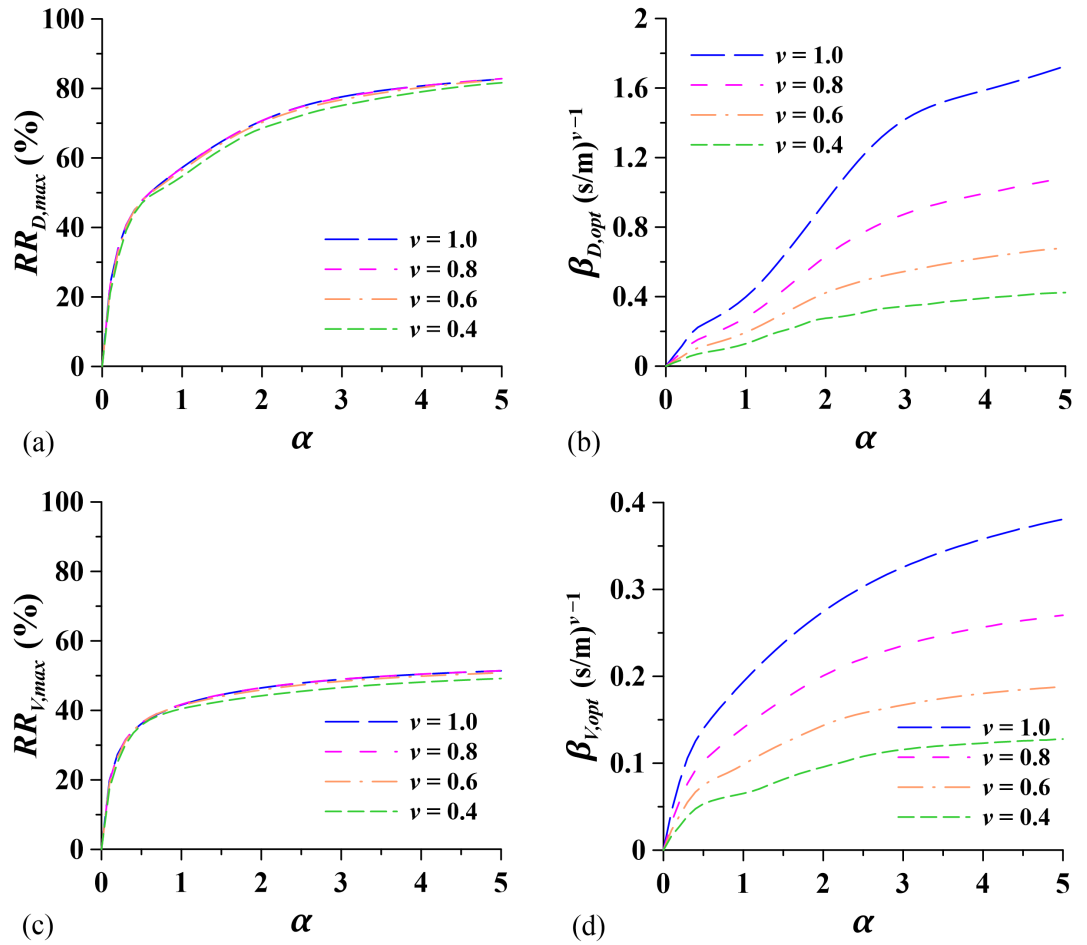 100
80
60
40
20
0
RR_{D,max} (%)
v = 1.0
v = 0.8
v = 0.6
v = 0.4
0 1 2 3 4 5
(a)
α
2
1.6
1.2
0.8
0.4
0
β_{D,opt} (s/m)^{v−1}
v = 1.0
v = 0.8
v = 0.6
v = 0.4
0 1 2 3 4 5
(b)
α
100
80
60
40
20
0
RR_{V,max} (%)
v = 1.0
v = 0.8
v = 0.6
v = 0.4
0 1 2 3 4 5
(c)
α
0.4
0.3
0.2
0.1
0
β_{V,opt} (s/m)^{v−1}
v = 1.0
v = 0.8
v = 0.6
v = 0.4
0 1 2 3 4 5
(d)
α